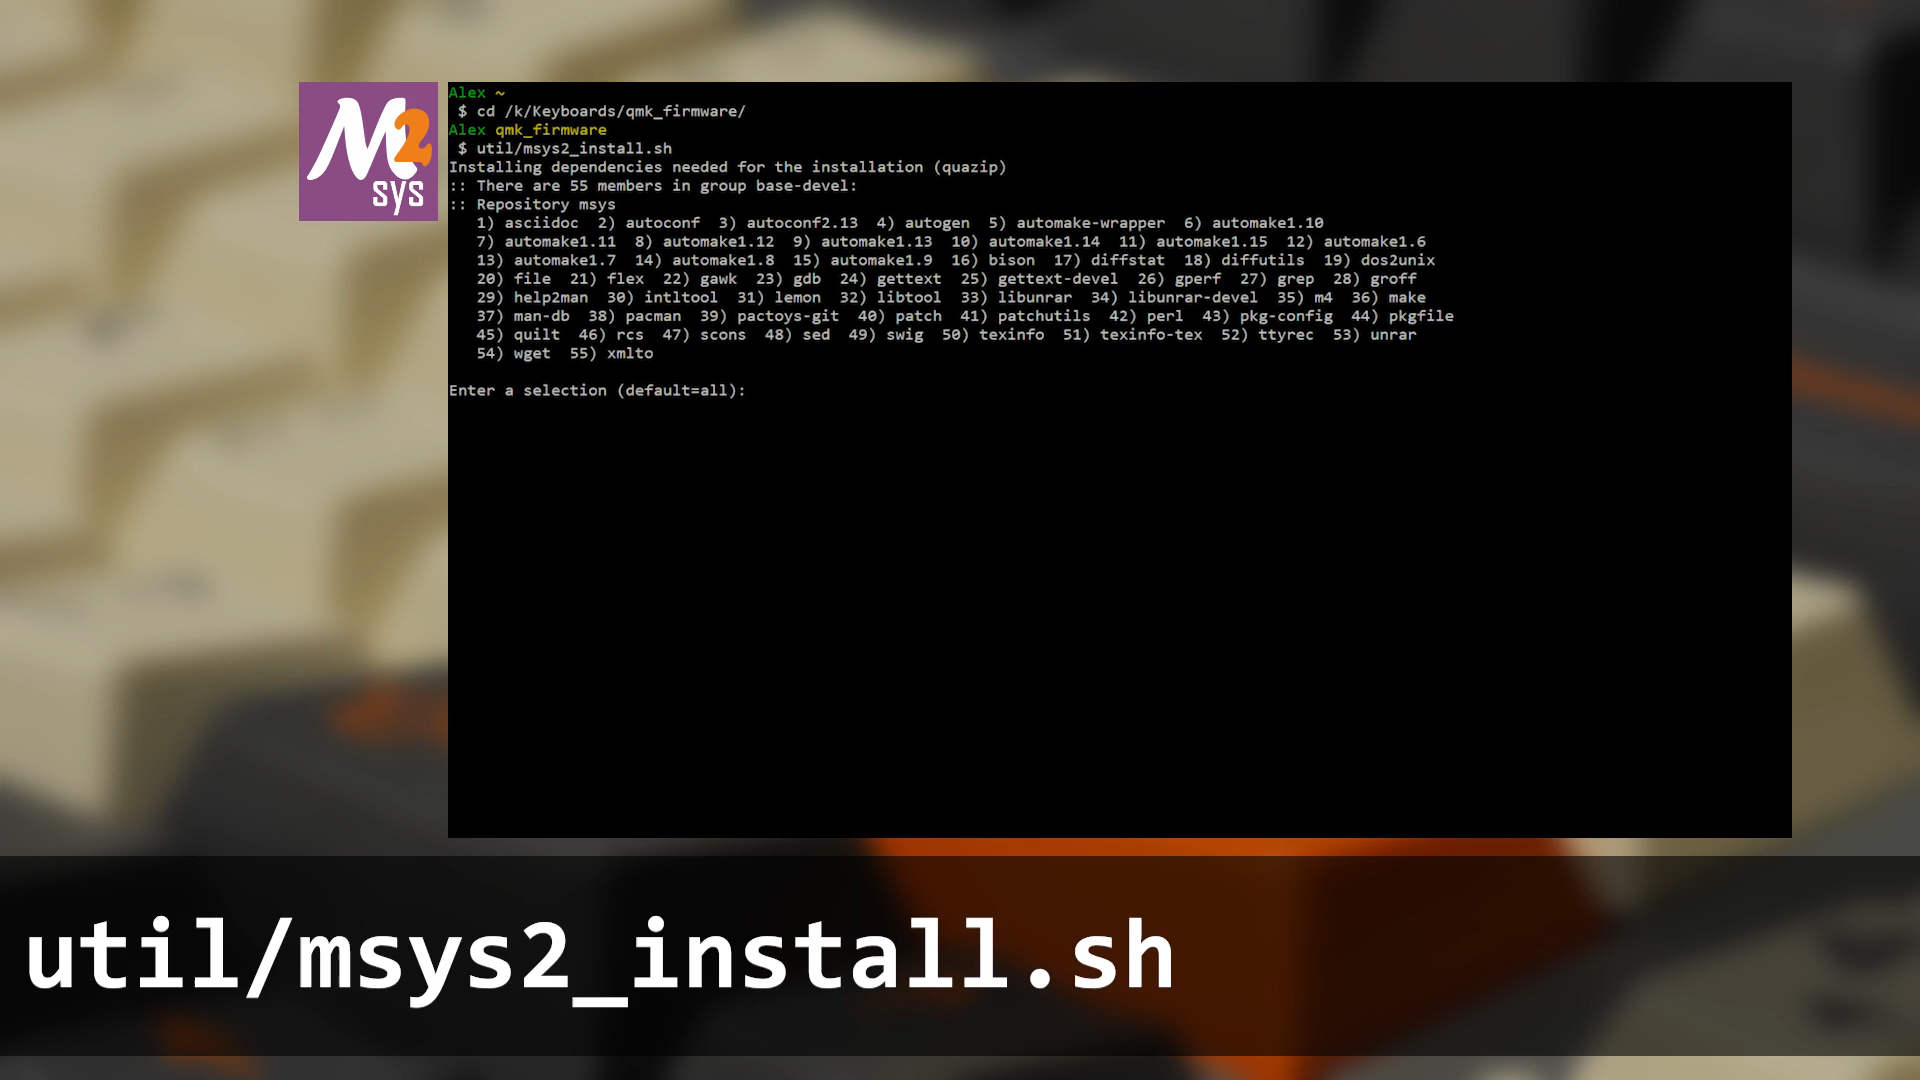 M2
sys
Alex ~
$ cd /k/Keyboards/qmk_firmware/
Alex qmk_firmware
$ util/msys2_install.sh
Installing dependencies needed for the installation (quazip)
:: There are 55 members in group base-devel:
:: Repository msys
1) asciidoc 2) autoconf 3) autoconf2.13 4) autogen 5) automake-wrapper 6) automake1.10
7) automake1.11 8) automake1.12 9) automake1.13 10) automake1.14 11) automake1.15 12) automake1.6
13) automake1.7 14) automake1.8 15) automake1.9 16) bison 17) diffstat 18) diffutils 19) dos2unix
20) file 21) flex 22) gawk 23) gdb 24) gettext 25) gettext-devel 26) gperf 27) grep 28) groff
29) help2man 30) intltool 31) lemon 32) libtool 33) libunrar 34) libunrar-devel 35) m4 36) make
37) man-db 38) pacman 39) pactoys-git 40) patch 41) patchutils 42) perl 43) pkg-config 44) pkgfile
45) quilt 46) rcs 47) scons 48) sed 49) swig 50) texinfo 51) texinfo-tex 52) ttyrec 53) unrar
54) wget 55) xmlto
Enter a selection (default=all):
util/msys2_install.sh